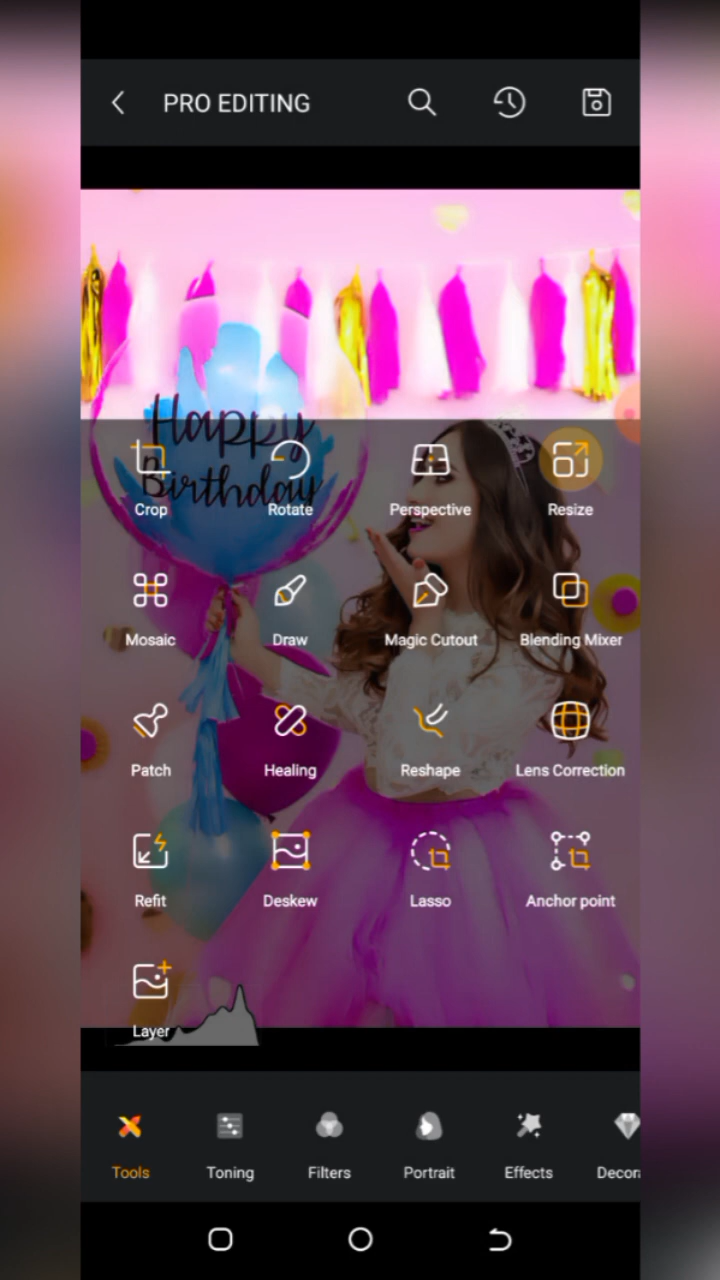 PRO EDITING
Happy
Birthday
Crop Rotate Perspective Resize
Mosaic Draw Magic Cutout Blending Mixer
Patch Healing Reshape Lens Correction
Refit Deskew Lasso Anchor point
Layer
Tools Toning Filters Portrait Effects Decora